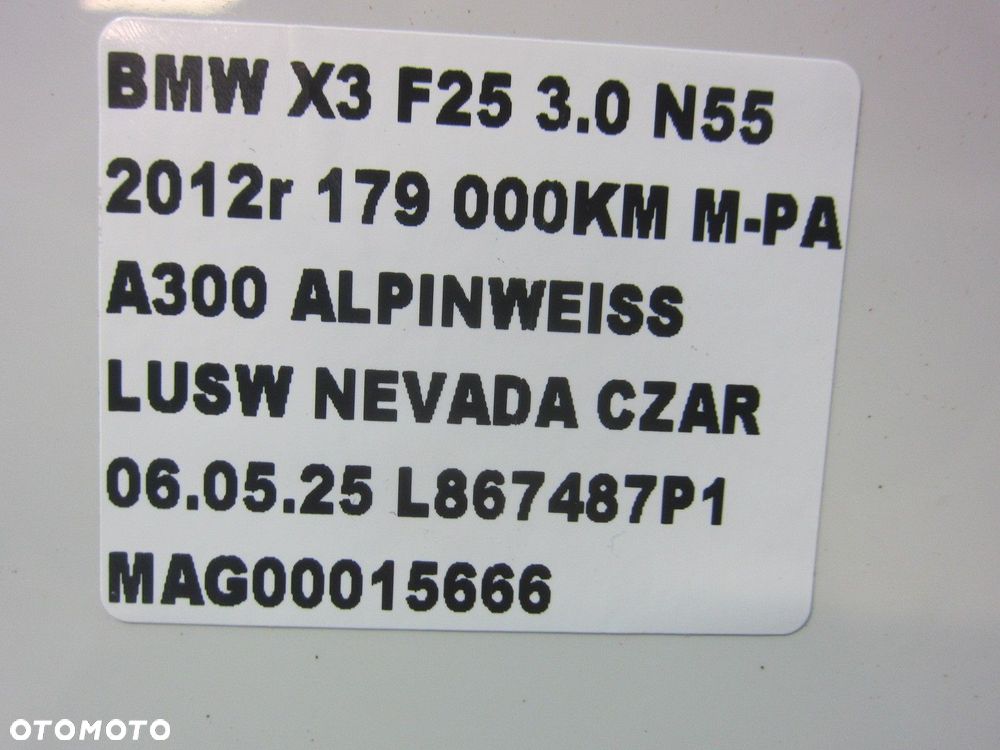 BMW X3 F25 3.0 N55
2012r 179 000KM M-PA
A300 ALPINWEISS
LUSW NEVADA CZAR
06.05.25 L867487P1
MAG00015666
OTOMOTO